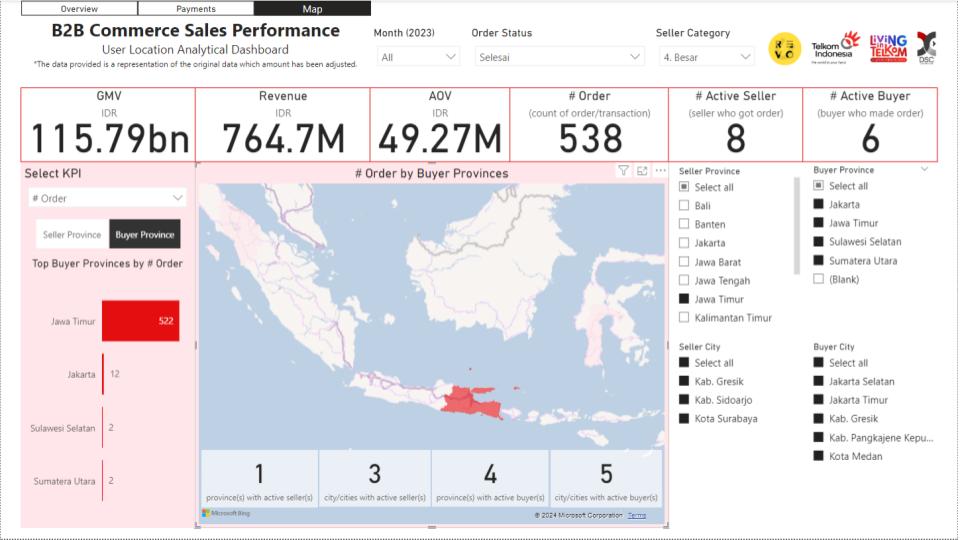 Overview
Payments
Map
B2B Commerce Sales Performance
User Location Analytical Dashboard
*The data provided is a representation of the original data which amount has been adjusted.
Month (2023)
All
Order Status
Selesai
Seller Category
4. Besar
Telkom
Indonesia
the world in your hand
LIVING
in
TELKOM
DSC
GMV
IDR
115.79bn
Revenue
IDR
764.7M
AOV
IDR
49.27M
# Order
(count of order/transaction)
538
# Active Seller
(seller who got order)
8
# Active Buyer
(buyer who made order)
6
Select KPI
# Order
Seller Province
Buyer Province
Top Buyer Provinces by # Order
Jawa Timur 522
Jakarta 12
Sulawesi Selatan 2
Sumatera Utara 2
# Order by Buyer Provinces
1
province(s) with active seller(s)
3
city/cities with active seller(s)
4
province(s) with active buyer(s)
5
city/cities with active buyer(s)
Microsoft Bing
© 2024 Microsoft Corporation Terms
Seller Province
Select all
Bali
Banten
Jakarta
Jawa Barat
Jawa Tengah
Jawa Timur
Kalimantan Timur
Buyer Province
Select all
Jakarta
Jawa Timur
Sulawesi Selatan
Sumatera Utara
(Blank)
Seller City
Select all
Kab. Gresik
Kab. Sidoarjo
Kota Surabaya
Buyer City
Select all
Jakarta Selatan
Jakarta Timur
Kab. Gresik
Kab. Pangkajene Kepu...
Kota Medan